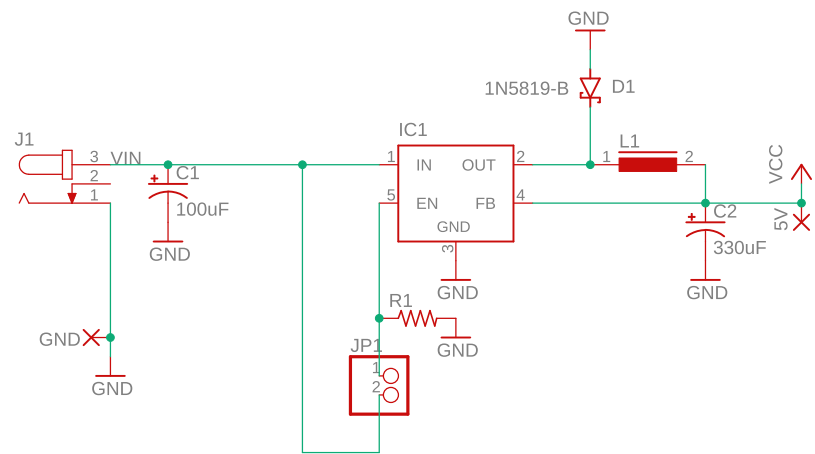 GND
1N5819-B
D1
J1
IC1
L1
3
VIN
1
IN
OUT
2
1
2
VCC
2
C1
1
5
EN
FB
4
100uF
GND
C2
5V
GND
3
330uF
GND
GND
R1
GND
JP1
GND
1
2
GND